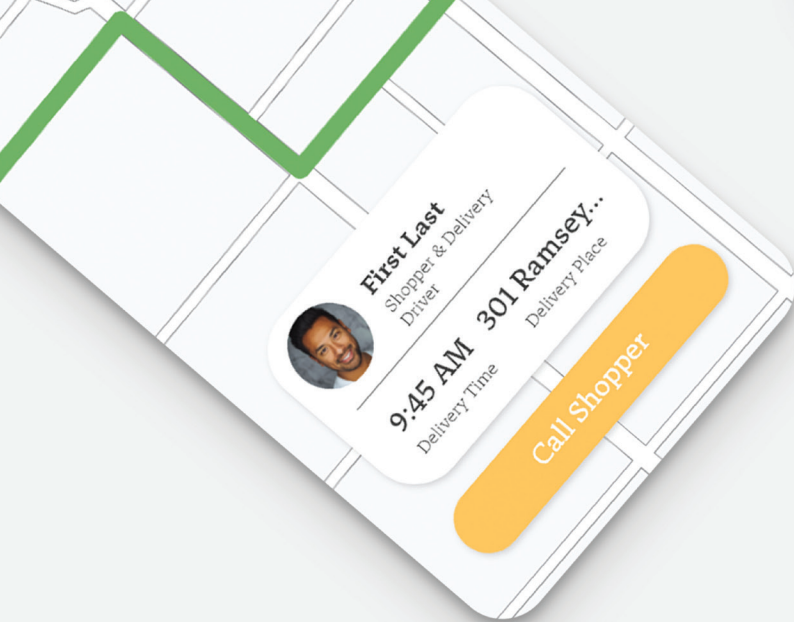 First Last
Shopper & Delivery
Driver
9:45 AM
Delivery Time
301 Ramsey...
Delivery Place
Call Shopper